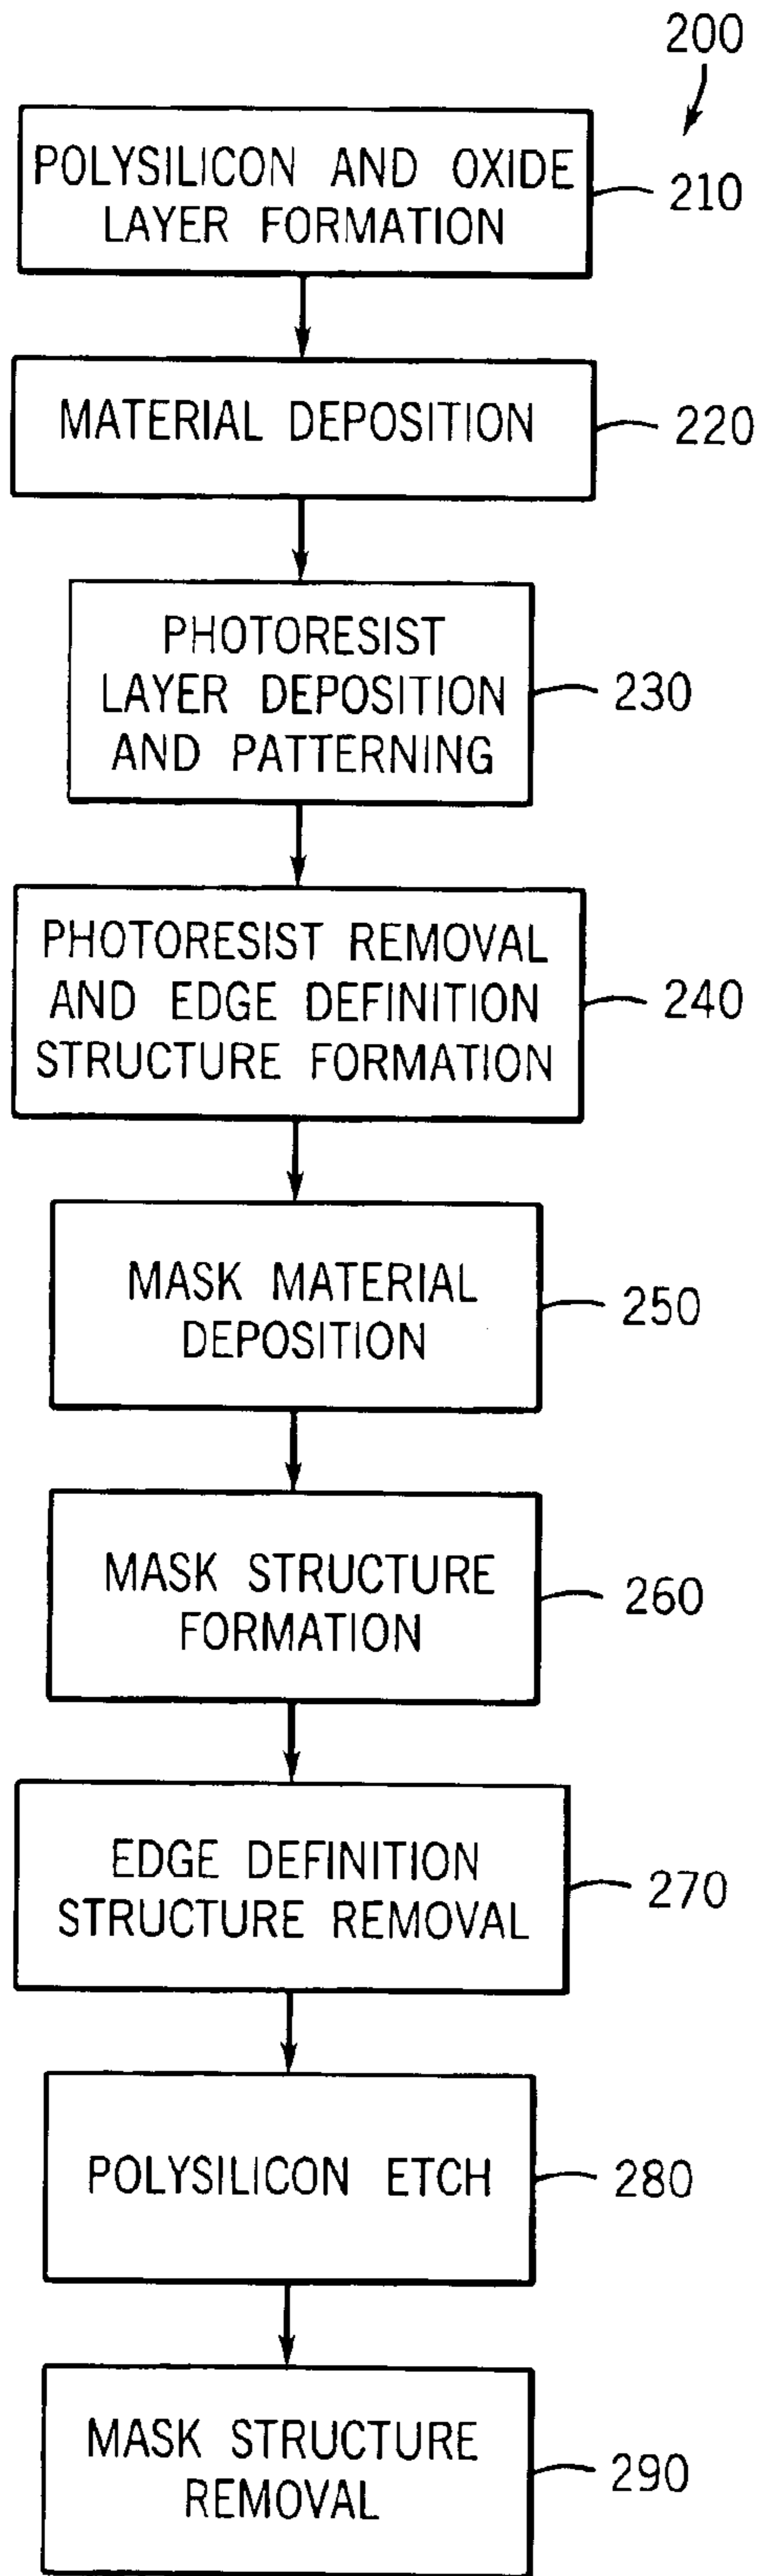 200
POLYSILICON AND OXIDE
LAYER FORMATION
210
MATERIAL DEPOSITION
220
PHOTORESIST
LAYER DEPOSITION
AND PATTERNING
230
PHOTORESIST REMOVAL
AND EDGE DEFINITION
STRUCTURE FORMATION
240
MASK MATERIAL
DEPOSITION
250
MASK STRUCTURE
FORMATION
260
EDGE DEFINITION
STRUCTURE REMOVAL
270
POLYSILICON ETCH
280
MASK STRUCTURE
REMOVAL
290